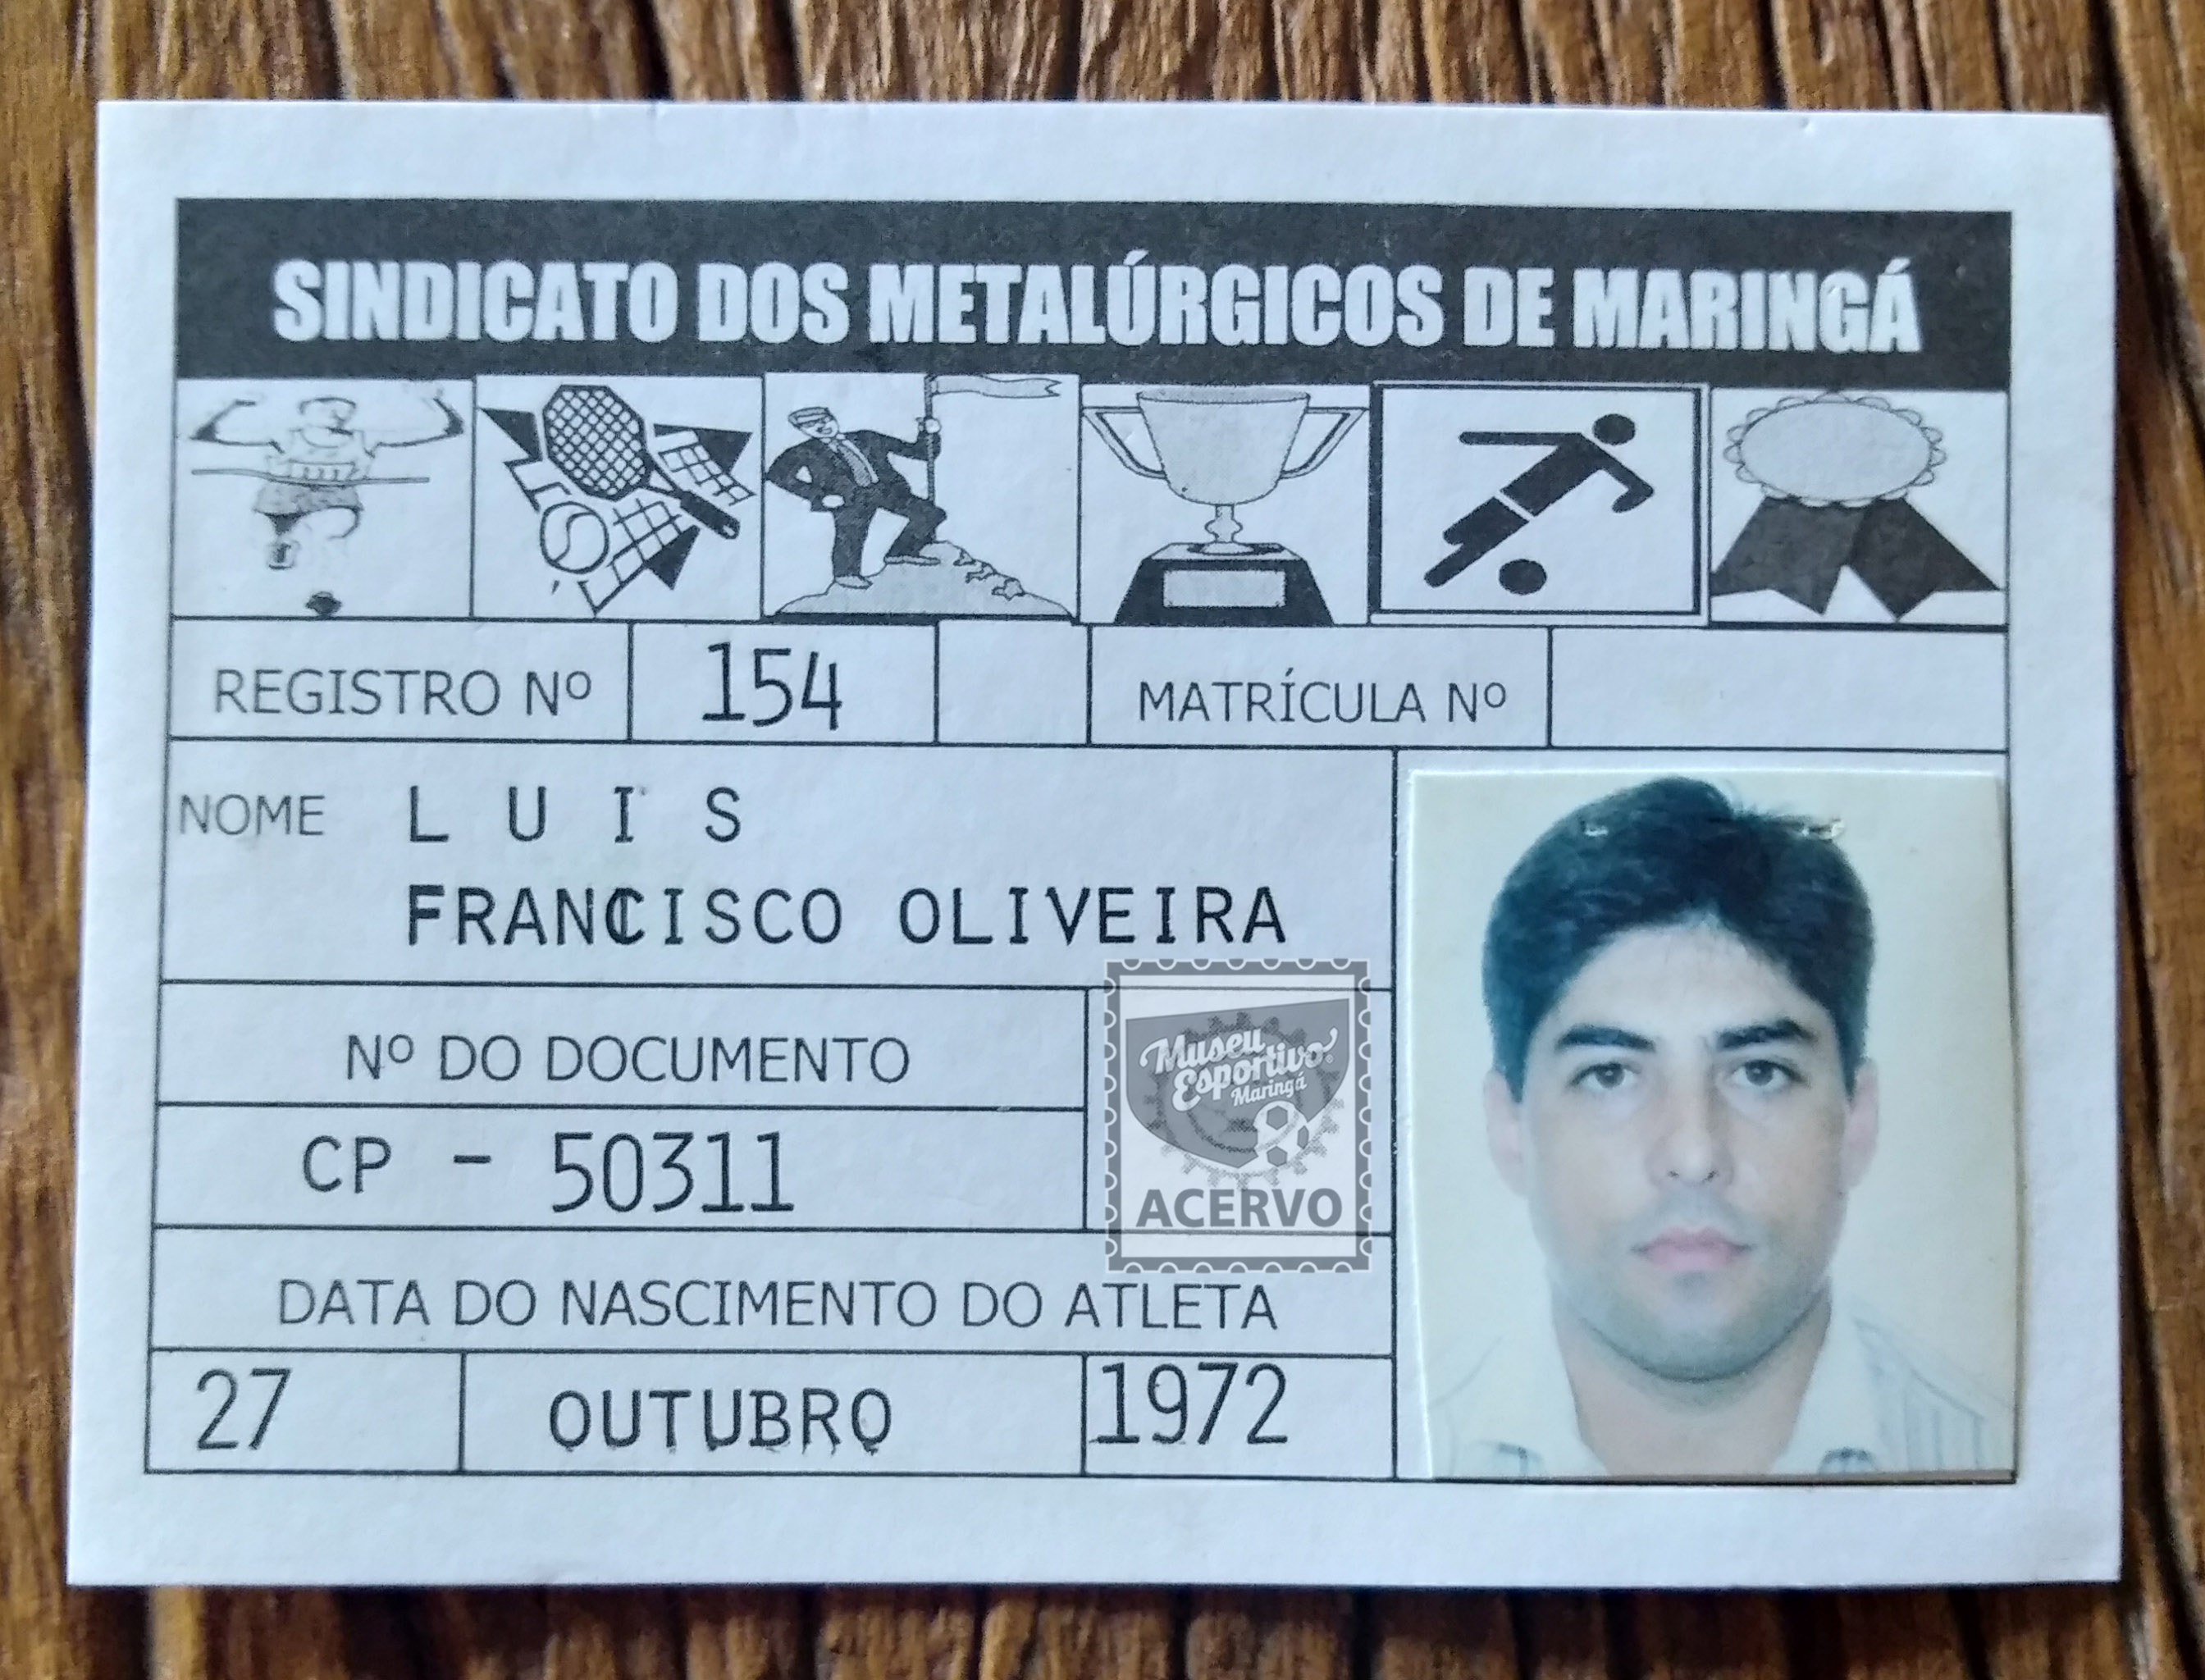 SINDICATO DOS METALÚRGICOS DE MARINGÁ
REGISTRO Nº 154 MATRÍCULA Nº
NOME L U I S
FRANCISCO OLIVEIRA
Nº DO DOCUMENTO
CP - 50311
Museu
Esportivo
Maringá
ACERVO
DATA DO NASCIMENTO DO ATLETA
27 OUTUBRO 1972